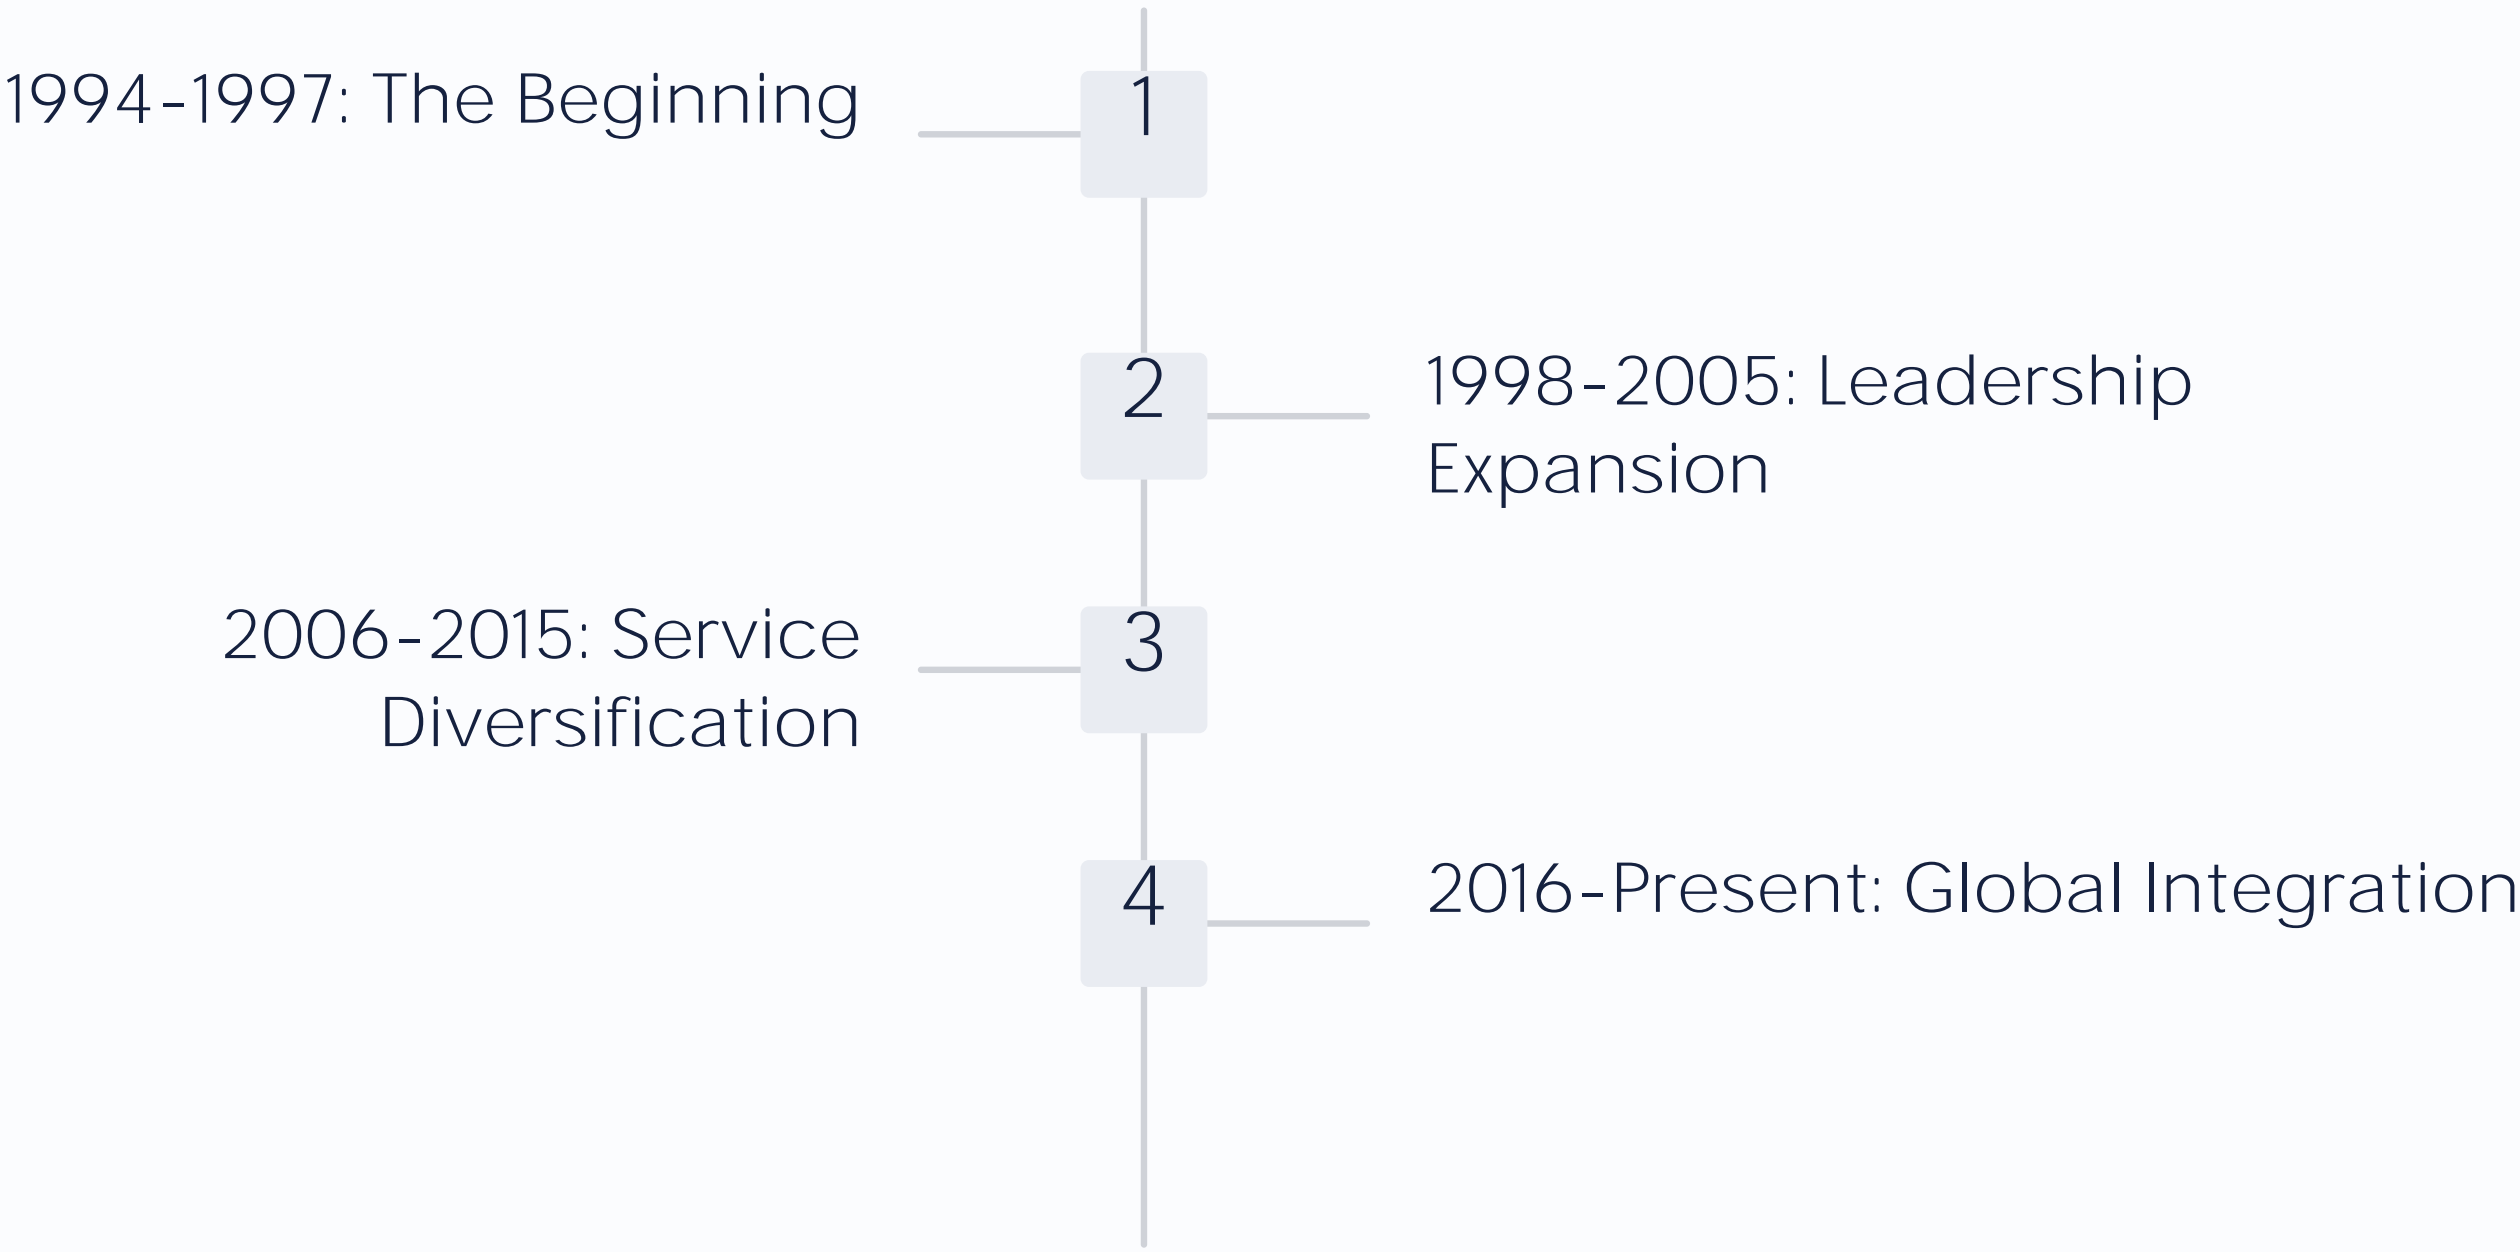 1994-1997: The Beginning
1
2
1998-2005: Leadership
Expansion
2006-2015: Service
Diversification
3
4
2016-Present: Global Integration